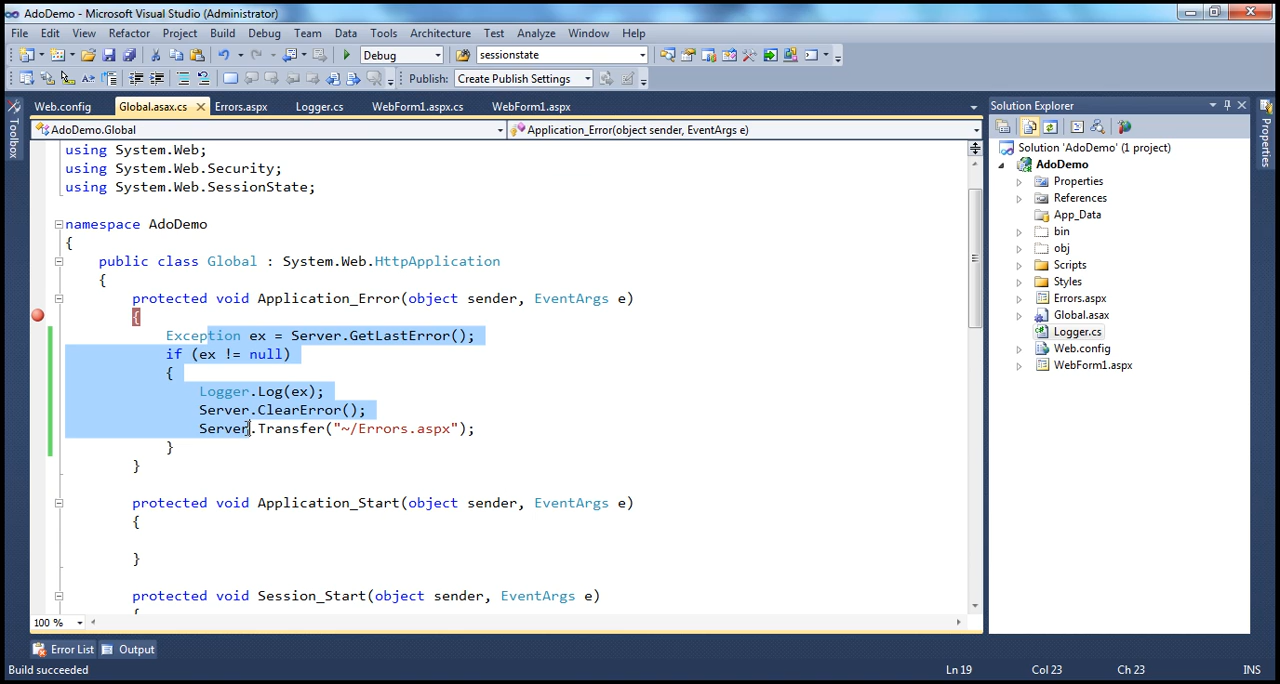 AdoDemo - Microsoft Visual Studio (Administrator)
File Edit View Refactor Project Build Debug Team Data Tools Architecture Test Analyze Window Help
Debug sessionstate
Publish: Create Publish Settings
Web.config Global.asax.cs Errors.aspx Logger.cs WebForm1.aspx.cs WebForm1.aspx
Solution Explorer
Toolbox
Properties
AdoDemo.Global Application_Error(object sender, EventArgs e)
using System.Web;
using System.Web.Security;
using System.Web.SessionState;
namespace AdoDemo
{
public class Global : System.Web.HttpApplication
{
protected void Application_Error(object sender, EventArgs e)
{
Exception ex = Server.GetLastError();
if (ex != null)
{
Logger.Log(ex);
Server.ClearError();
Server.Transfer("~/Errors.aspx");
}
}
protected void Application_Start(object sender, EventArgs e)
{
}
protected void Session_Start(object sender, EventArgs e)
{
100 %
Solution 'AdoDemo' (1 project)
AdoDemo
Properties
References
App_Data
bin
obj
Scripts
Styles
Errors.aspx
Global.asax
Logger.cs
Web.config
WebForm1.aspx
Error List Output
Build succeeded Ln 19 Col 23 Ch 23 INS